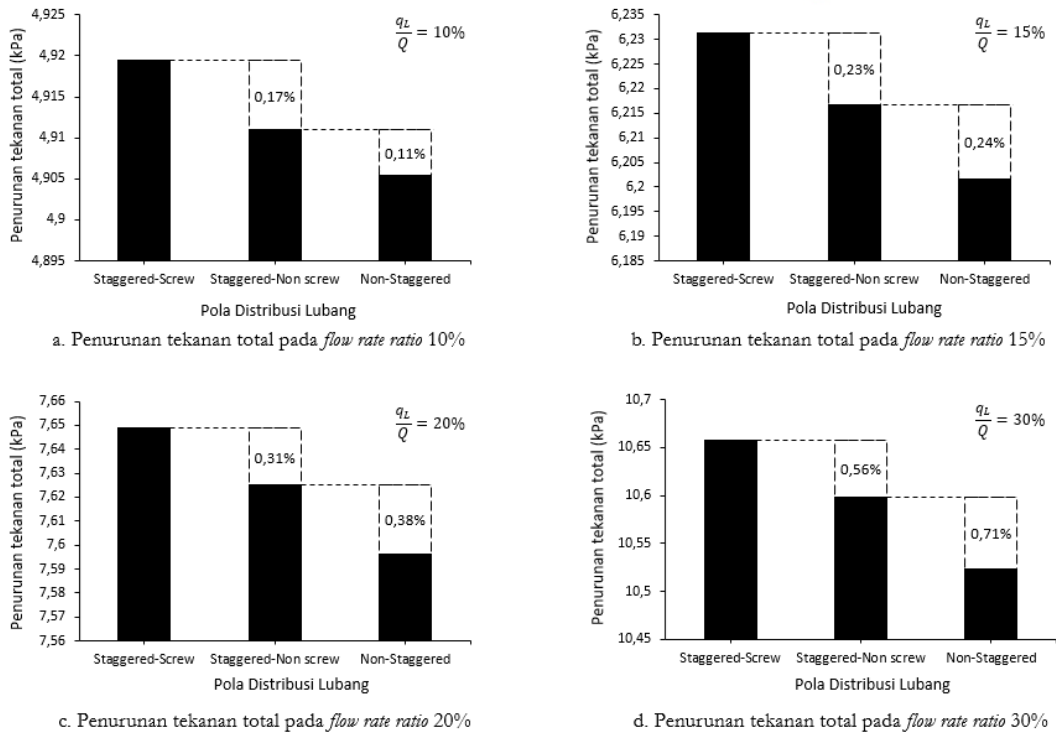 Penurunan tekanan total (kPa)
4,925
4,92
4,915
4,91
4,905
4,9
4,895
q_L/Q = 10%
0,17%
0,11%
Staggered-Screw Staggered-Non screw Non-Staggered
Pola Distribusi Lubang
a. Penurunan tekanan total pada flow rate ratio 10%
Penurunan tekanan total (kPa)
6,235
6,23
6,225
6,22
6,215
6,21
6,205
6,2
6,195
6,19
6,185
q_L/Q = 15%
0,23%
0,24%
Staggered-Screw Staggered-Non screw Non-Staggered
Pola Distribusi Lubang
b. Penurunan tekanan total pada flow rate ratio 15%
Penurunan tekanan total (kPa)
7,66
7,65
7,64
7,63
7,62
7,61
7,6
7,59
7,58
7,57
7,56
q_L/Q = 20%
0,31%
0,38%
Staggered-Screw Staggered-Non screw Non-Staggered
Pola Distribusi Lubang
c. Penurunan tekanan total pada flow rate ratio 20%
Penurunan tekanan total (kPa)
10,7
10,65
10,6
10,55
10,5
10,45
q_L/Q = 30%
0,56%
0,71%
Staggered-Screw Staggered-Non screw Non-Staggered
Pola Distribusi Lubang
d. Penurunan tekanan total pada flow rate ratio 30%